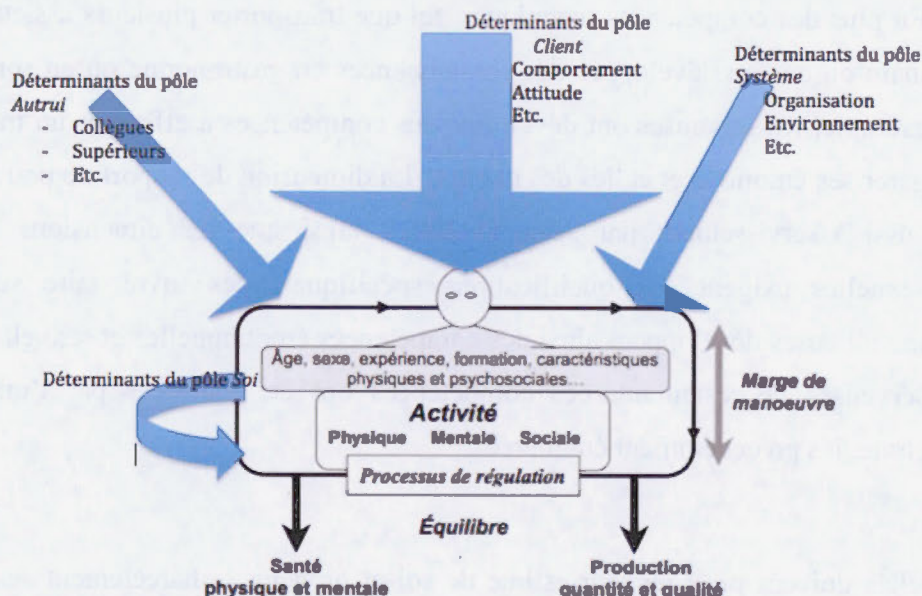 Déterminants du pôle
Autrui
- Collègues
- Supérieurs
Etc.
Déterminants du pôle
Client
Comportement
Attitude
Etc.
Déterminants du pôle
Système
Organisation
Environnement
Etc.
Âge, sexe, expérience, formation, caractéristiques
physiques et psychosociales...
Déterminants du pôle Soi
Activité
Physique Mentale Sociale
Processus de régulation
Marge de
manoeuvre
Équilibre
Santé
physique et mentale
Production
quantité et qualité